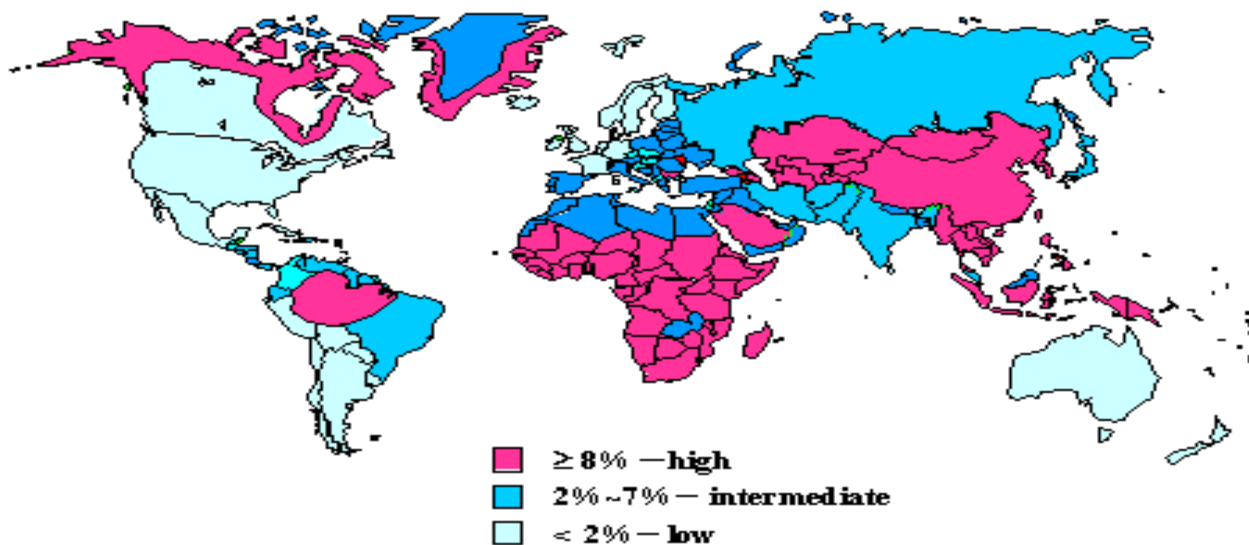 ≥ 8% — high
2% ~ 7% — intermediate
< 2% — low